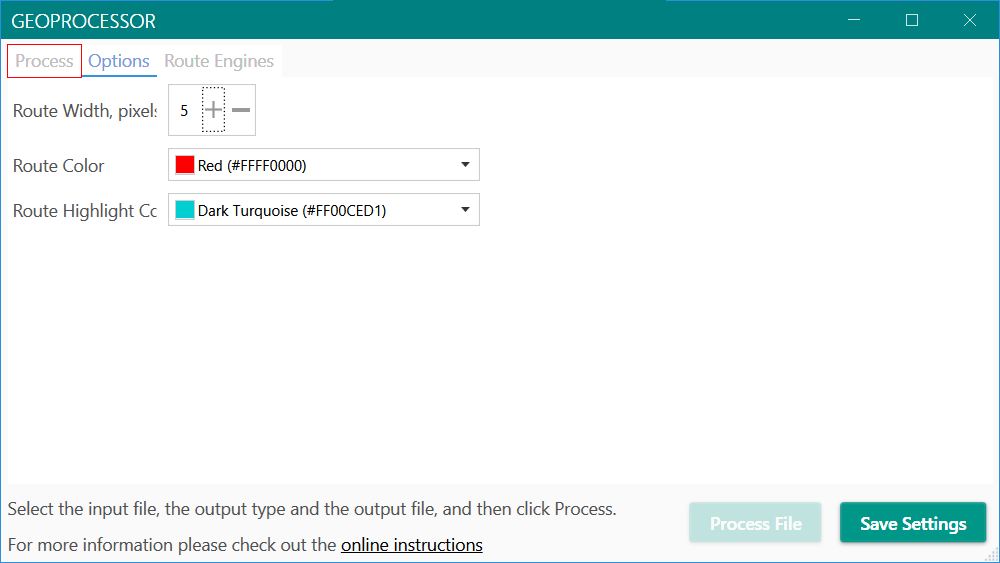 GEOPROCESSOR
Process Options Route Engines
Route Width, pixels 5
Route Color Red (#FFFF0000)
Route Highlight Co Dark Turquoise (#FF00CED1)
Select the input file, the output type and the output file, and then click Process.
Process File Save Settings
For more information please check out the online instructions